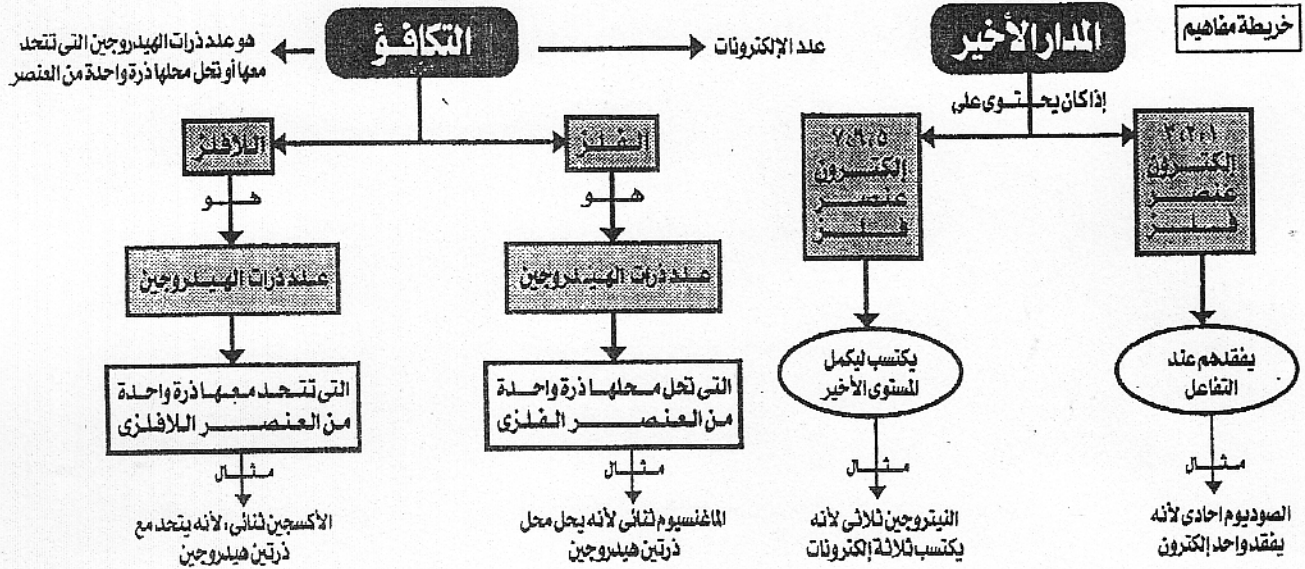 خريطة مفاهيم
المدار الأخير
إذا كان يحتوى على
٣،٢،١
إلكترون
عنصر
فلز
يفقدهم عند
التفاعل
مثال
الصوديوم احادى لأنه
يفقد واحد إلكترون
٧،٦،٥
إلكترون
عنصر
فلز
يكتسب ليكمل
المستوى الأخير
مثال
النيتروجين ثلاثى لأنه
يكتسب ثلاثة إلكترونات
التكافؤ
عدد الإلكترونات
هو عدد ذرات الهيدروجين التى تتحد
معها أو تحل محلها ذرة واحدة من العنصر
الفلز
هو
عدد ذرات الهيدروجين
التى تحل محلها ذرة واحدة
من العنصر الفلزى
مثال
الماغنسيوم ثنائى لأنه يحل محل
ذرتين هيدروجين
اللافلز
هو
عدد ذرات الهيدروجين
التى تتحد معها ذرة واحدة
من العنصر اللافلزى
مثال
الأكسجين ثنائى، لأنه يتحد مع
ذرتين هيدروجين